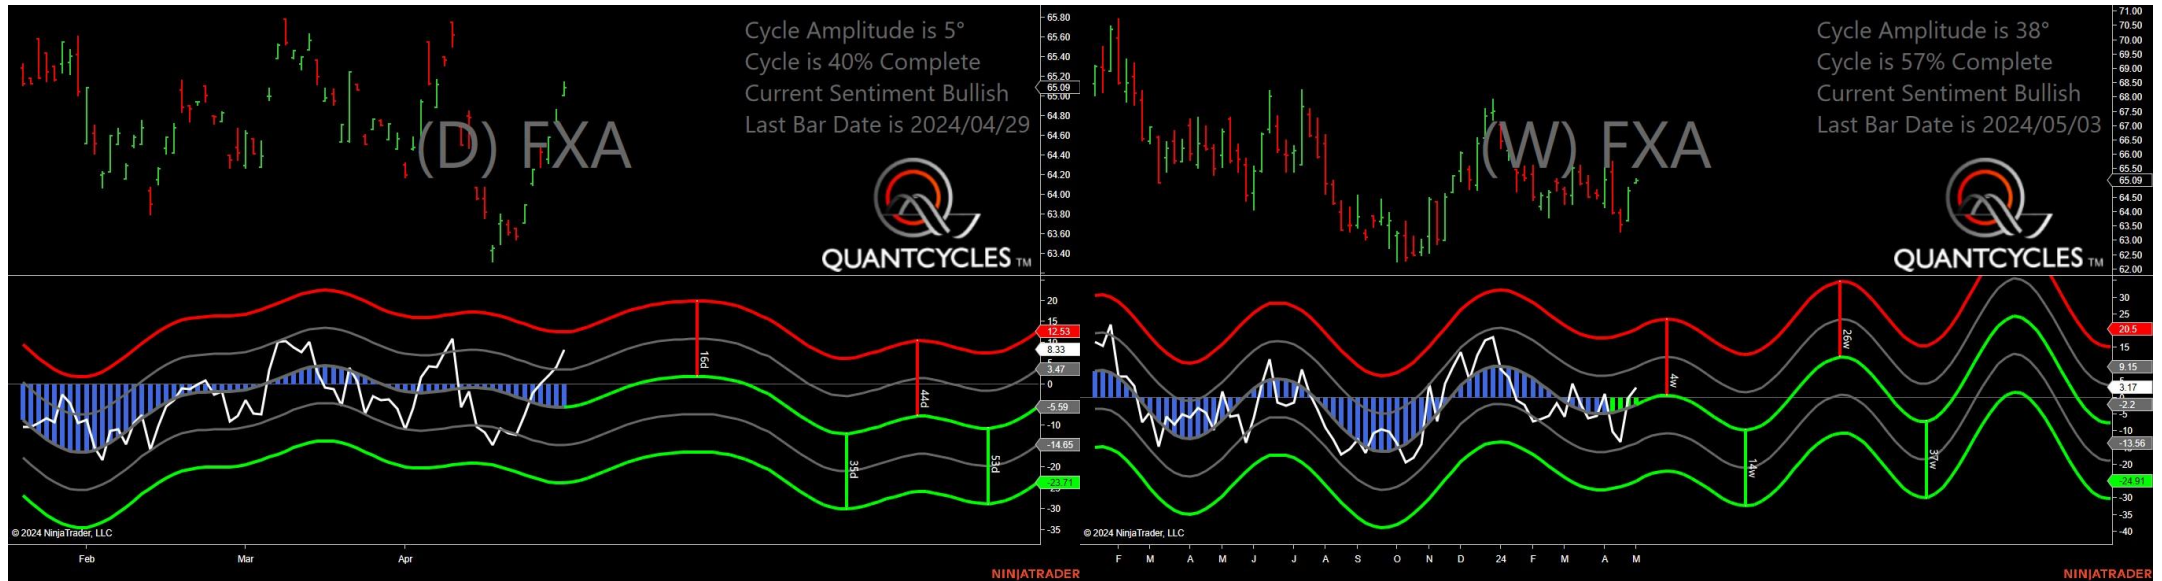 Cycle Amplitude is 5°
Cycle is 40% Complete
Current Sentiment Bullish
Last Bar Date is 2024/04/29
(D) FXA
QUANTCYCLES TM
65.80
65.60
65.40
65.20
65.09
65.00
64.80
64.60
64.40
64.20
64.00
63.80
63.60
63.40
20
15
12.53
8.33
3.47
0
-5.59
-10
-14.65
-20
-23.71
-30
-35
16d
35d
44d
53d
© 2024 NinjaTrader, LLC
Feb
Mar
Apr
NINJATRADER
Cycle Amplitude is 38°
Cycle is 57% Complete
Current Sentiment Bullish
Last Bar Date is 2024/05/03
(W) FXA
QUANTCYCLES TM
71.00
70.50
70.00
69.50
69.00
68.50
68.00
67.50
67.00
66.50
66.00
65.50
65.09
64.50
64.00
63.50
63.00
62.50
62.00
30
20.5
15
9.15
3.17
-2.2
-5
-10
-13.56
-20
-24.91
-30
-35
-40
4w
14w
26w
37w
© 2024 NinjaTrader, LLC
F
M
A
M
J
J
A
S
O
N
D
24
F
M
A
M
NINJATRADER